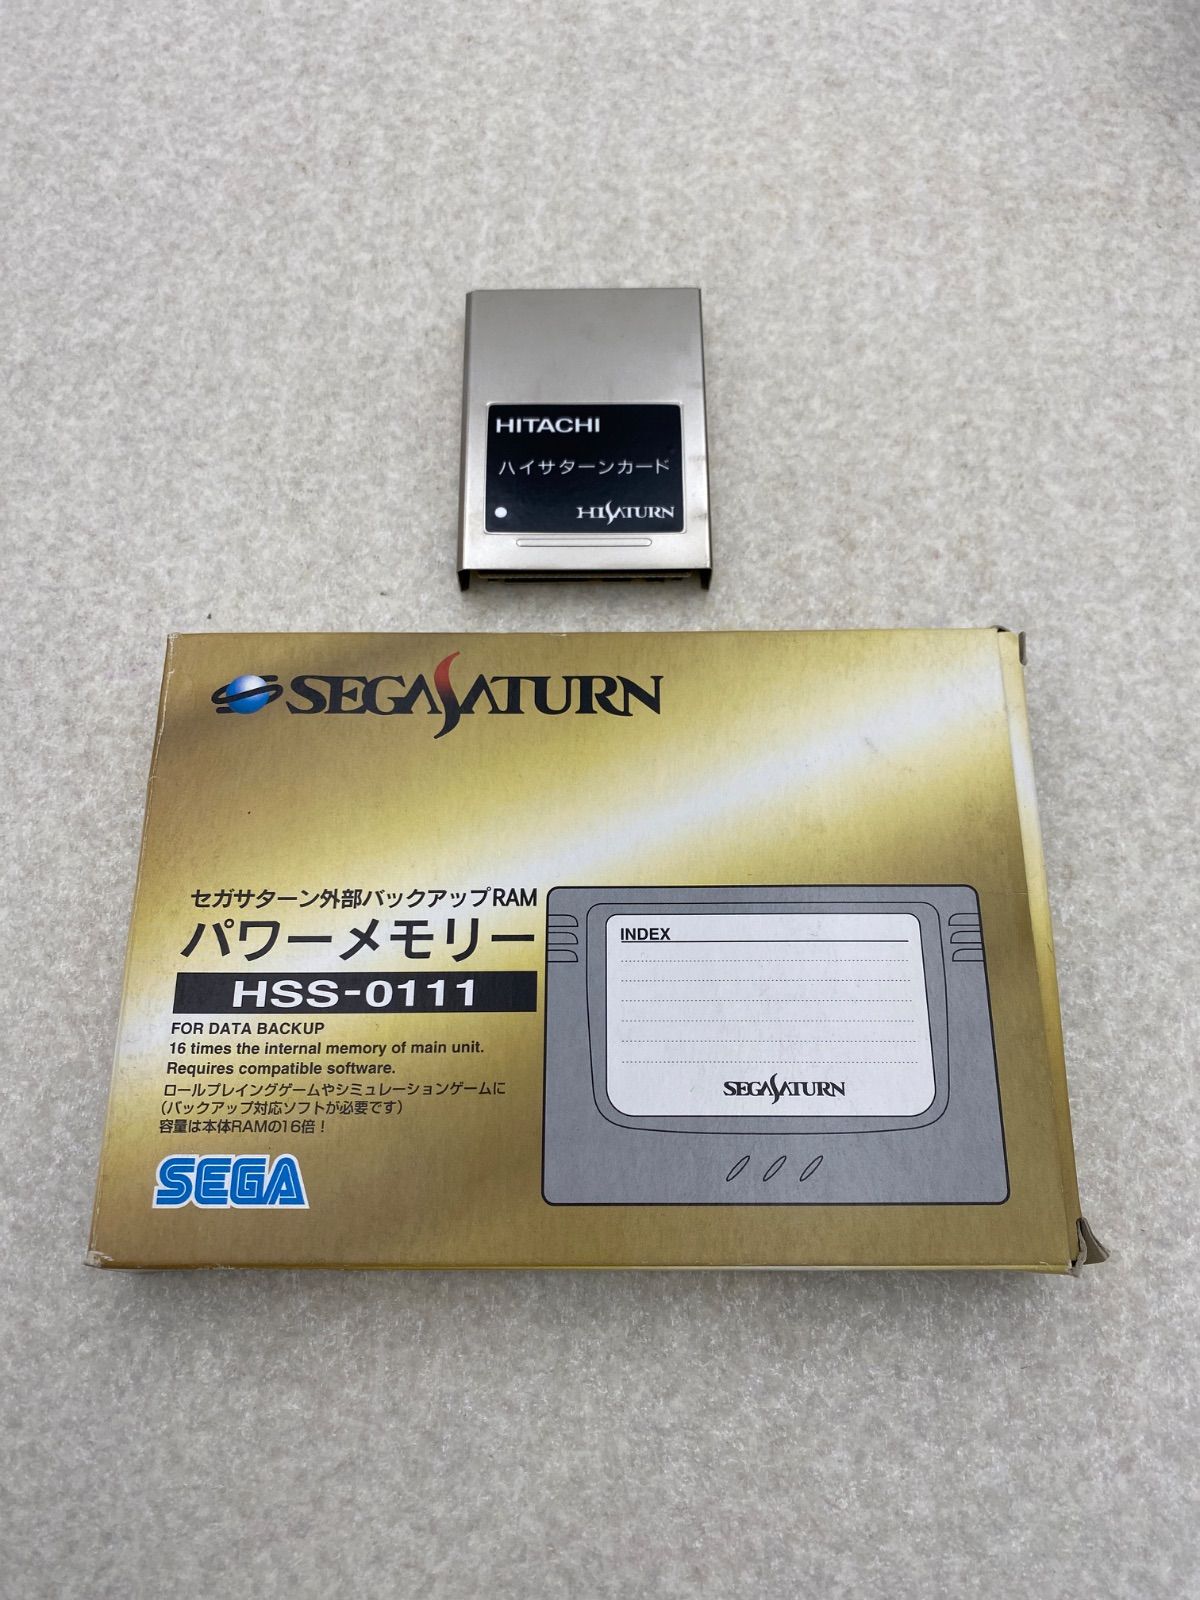 HITACHI
ハイサターンカード
HISATURN
SEGASATURN
セガサターン外部バックアップRAM
パワーメモリー
HSS-0111
FOR DATA BACKUP
16 times the internal memory of main unit.
Requires compatible software.
ロールプレイングゲームやシミュレーションゲームに
(バックアップ対応ソフトが必要です)
容量は本体RAMの16倍!
SEGA
INDEX
SEGASATURN